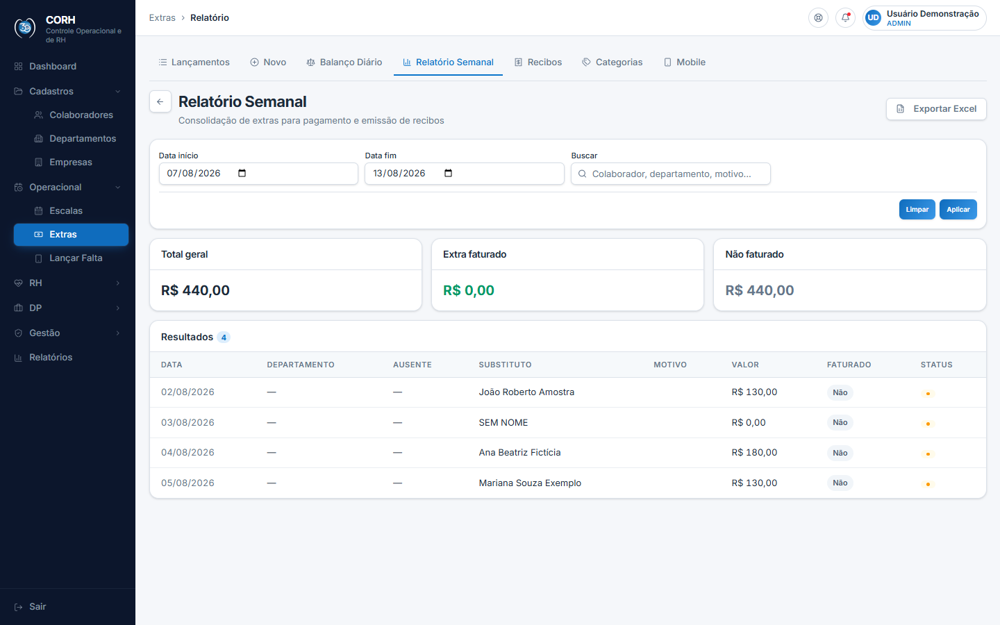 CORH
Controle Operacional e
de RH
Dashboard
Cadastros
Colaboradores
Departamentos
Empresas
Operacional
Escalas
Extras
Lançar Falta
RH
DP
Gestão
Relatórios
Sair
Extras > Relatório
UD
Usuário Demonstração
ADMIN
Lançamentos
Novo
Balanço Diário
Relatório Semanal
Recibos
Categorias
Mobile
Relatório Semanal
Consolidação de extras para pagamento e emissão de recibos
Exportar Excel
Data início
Data fim
Buscar
07/08/2026
13/08/2026
Colaborador, departamento, motivo...
Limpar
Aplicar
Total geral
R$ 440,00
Extra faturado
R$ 0,00
Não faturado
R$ 440,00
Resultados 4
DATA DEPARTAMENTO AUSENTE SUBSTITUTO MOTIVO VALOR FATURADO STATUS
02/08/2026 — — João Roberto Amostra R$ 130,00 Não
03/08/2026 — — SEM NOME R$ 0,00 Não
04/08/2026 — — Ana Beatriz Fictícia R$ 180,00 Não
05/08/2026 — — Mariana Souza Exemplo R$ 130,00 Não